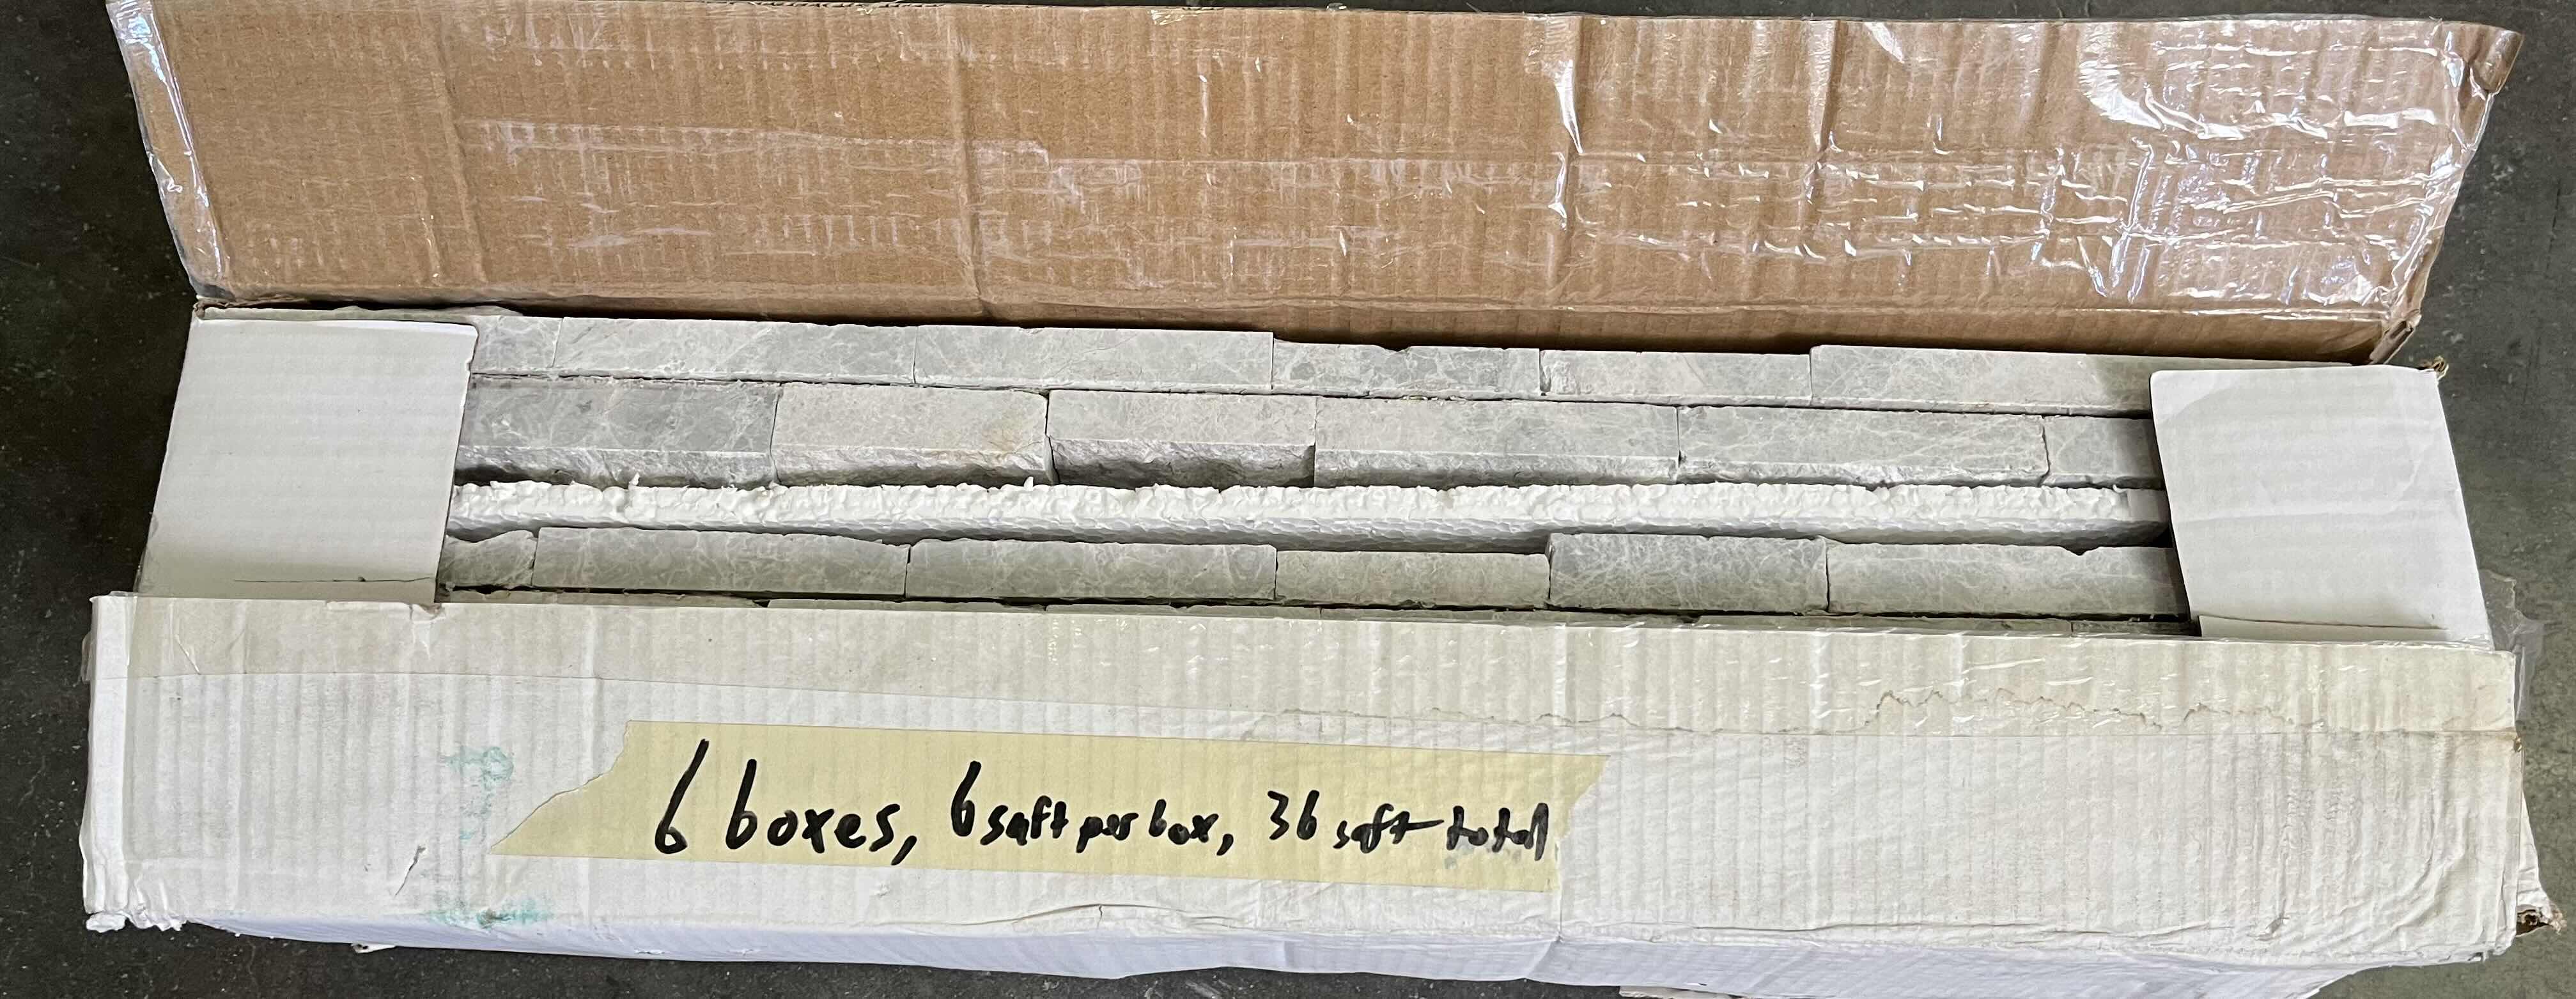 6 boxes, 6 sqft per box, 36 sqft total